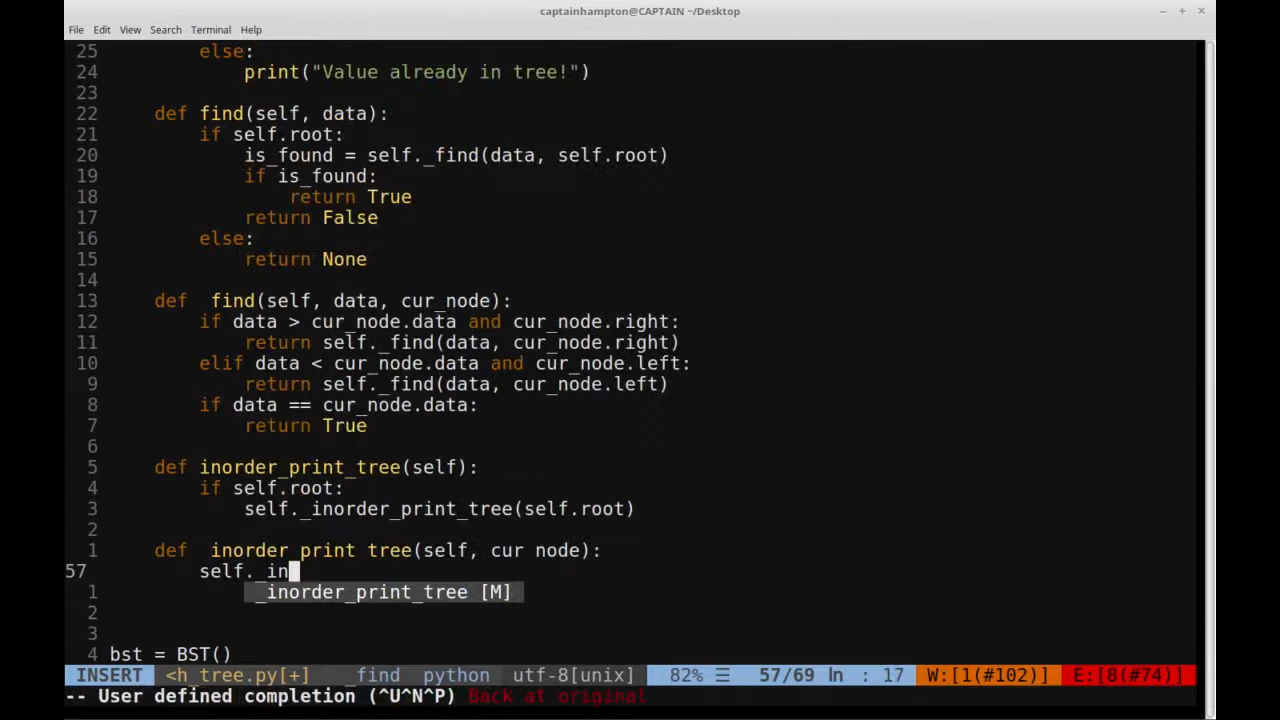 captainhampton@CAPTAIN ~/Desktop
File Edit View Search Terminal Help
25 else:
24 print("Value already in tree!")
23
22 def find(self, data):
21 if self.root:
20 is_found = self._find(data, self.root)
19 if is_found:
18 return True
17 return False
16 else:
15 return None
14
13 def find(self, data, cur_node):
12 if data > cur_node.data and cur_node.right:
11 return self._find(data, cur_node.right)
10 elif data < cur_node.data and cur_node.left:
9 return self._find(data, cur_node.left)
8 if data == cur_node.data:
7 return True
6
5 def inorder_print_tree(self):
4 if self.root:
3 self._inorder_print_tree(self.root)
2
1 def inorder print tree(self, cur node):
57 self._in
1 _inorder_print_tree [M]
2
3
4 bst = BST()
INSERT <h_tree.py[+] _find python utf-8[unix] 82% ☰ 57/69 ln : 17 W:[1(#102)] E:[8(#74)]
-- User defined completion (^U^N^P) Back at original